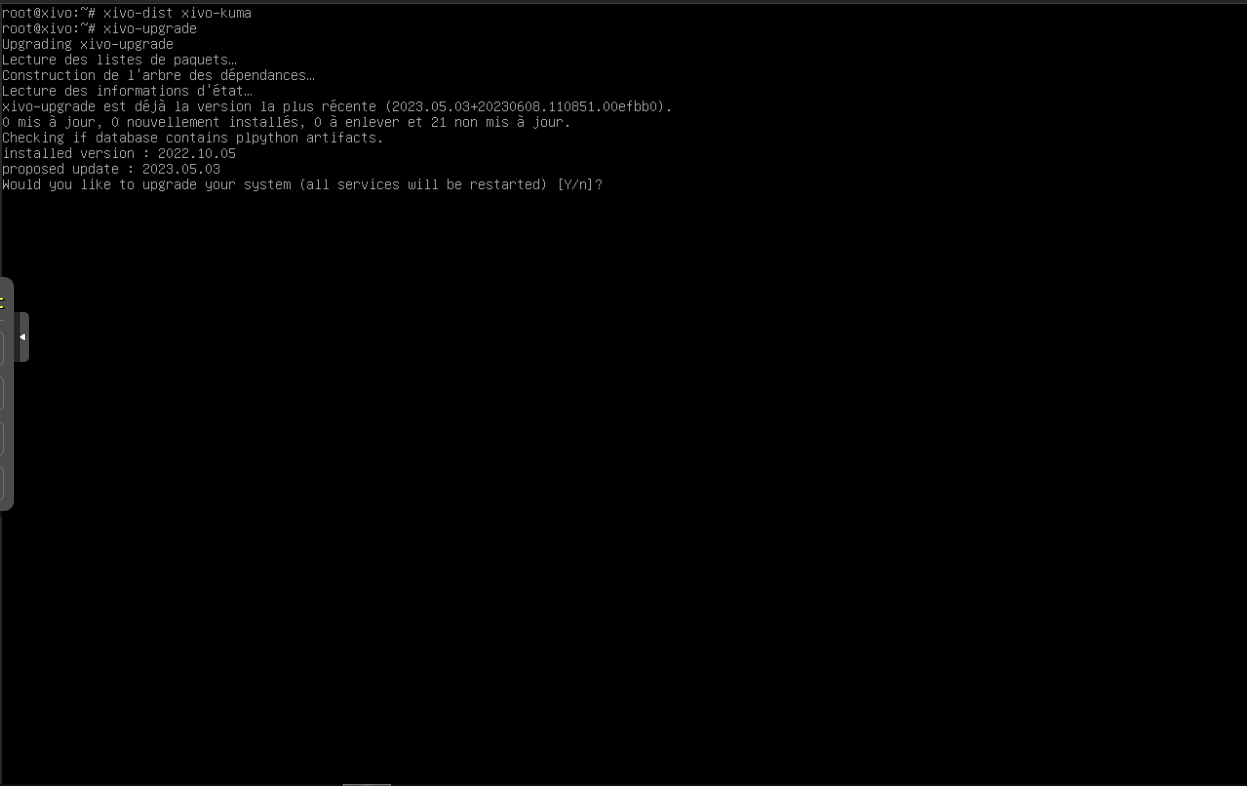 root@xivo:~# xivo-dist xivo-kuma
root@xivo:~# xivo-upgrade
Upgrading xivo-upgrade
Lecture des listes de paquets…
Construction de l'arbre des dépendances…
Lecture des informations d'état…
xivo-upgrade est déjà la version la plus récente (2023.05.03+20230608.110851.00efbb0).
0 mis à jour, 0 nouvellement installés, 0 à enlever et 21 non mis à jour.
Checking if database contains plpython artifacts.
installed version : 2022.10.05
proposed update : 2023.05.03
Would you like to upgrade your system (all services will be restarted) [Y/n]?